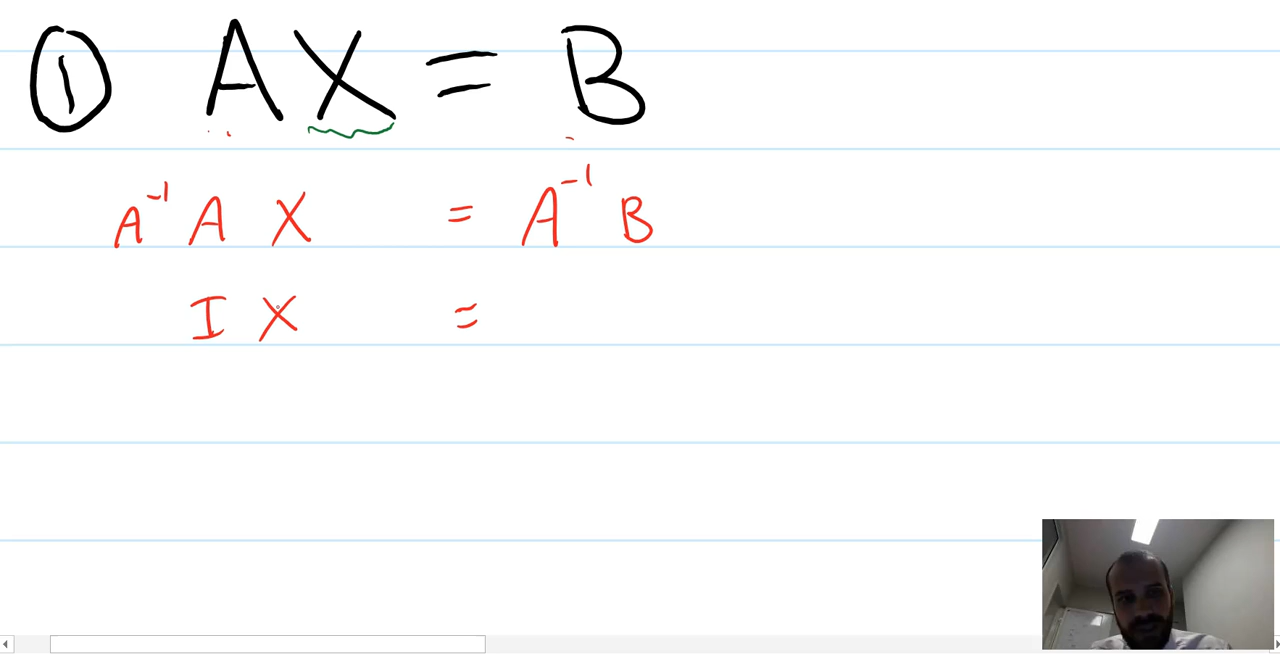 ① AX = B
A⁻¹ A X = A⁻¹ B
I X =